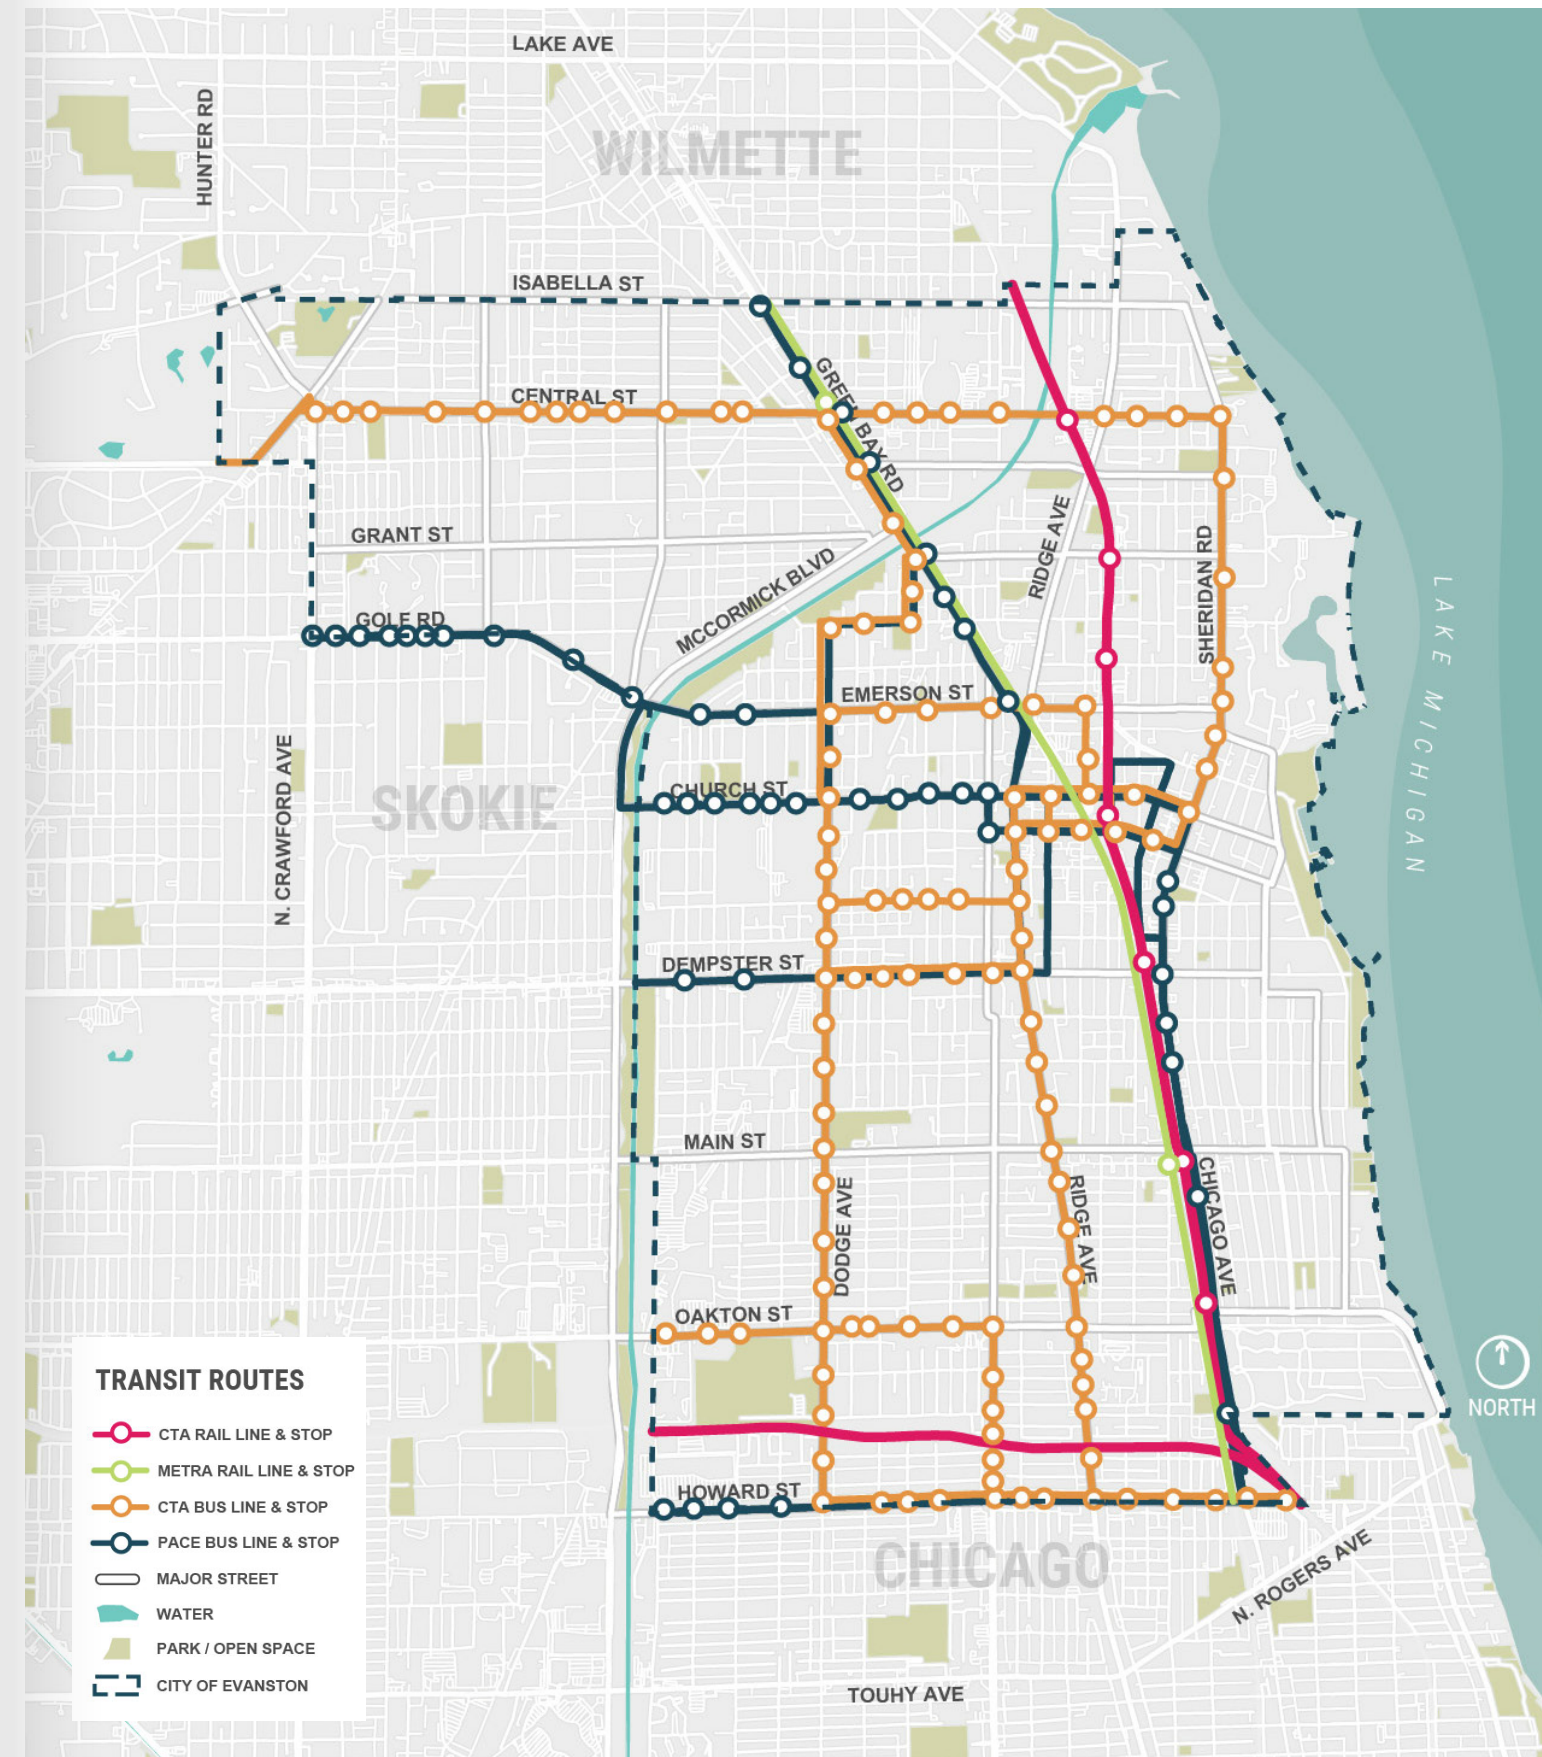 LAKE AVE
HUNTER RD
WILMETTE
ISABELLA ST
GREEN BAY RD
CENTRAL ST
GRANT ST
MCCORMICK BLVD
RIDGE AVE
SHERIDAN RD
LAKE MICHIGAN
GOLF RD
EMERSON ST
N. CRAWFORD AVE
SKOKIE
CHURCH ST
DEMPSTER ST
MAIN ST
DODGE AVE
RIDGE AVE
CHICAGO AVE
OAKTON ST
HOWARD ST
CHICAGO
N. ROGERS AVE
TOUHY AVE
NORTH
TRANSIT ROUTES
CTA RAIL LINE & STOP
METRA RAIL LINE & STOP
CTA BUS LINE & STOP
PACE BUS LINE & STOP
MAJOR STREET
WATER
PARK / OPEN SPACE
CITY OF EVANSTON